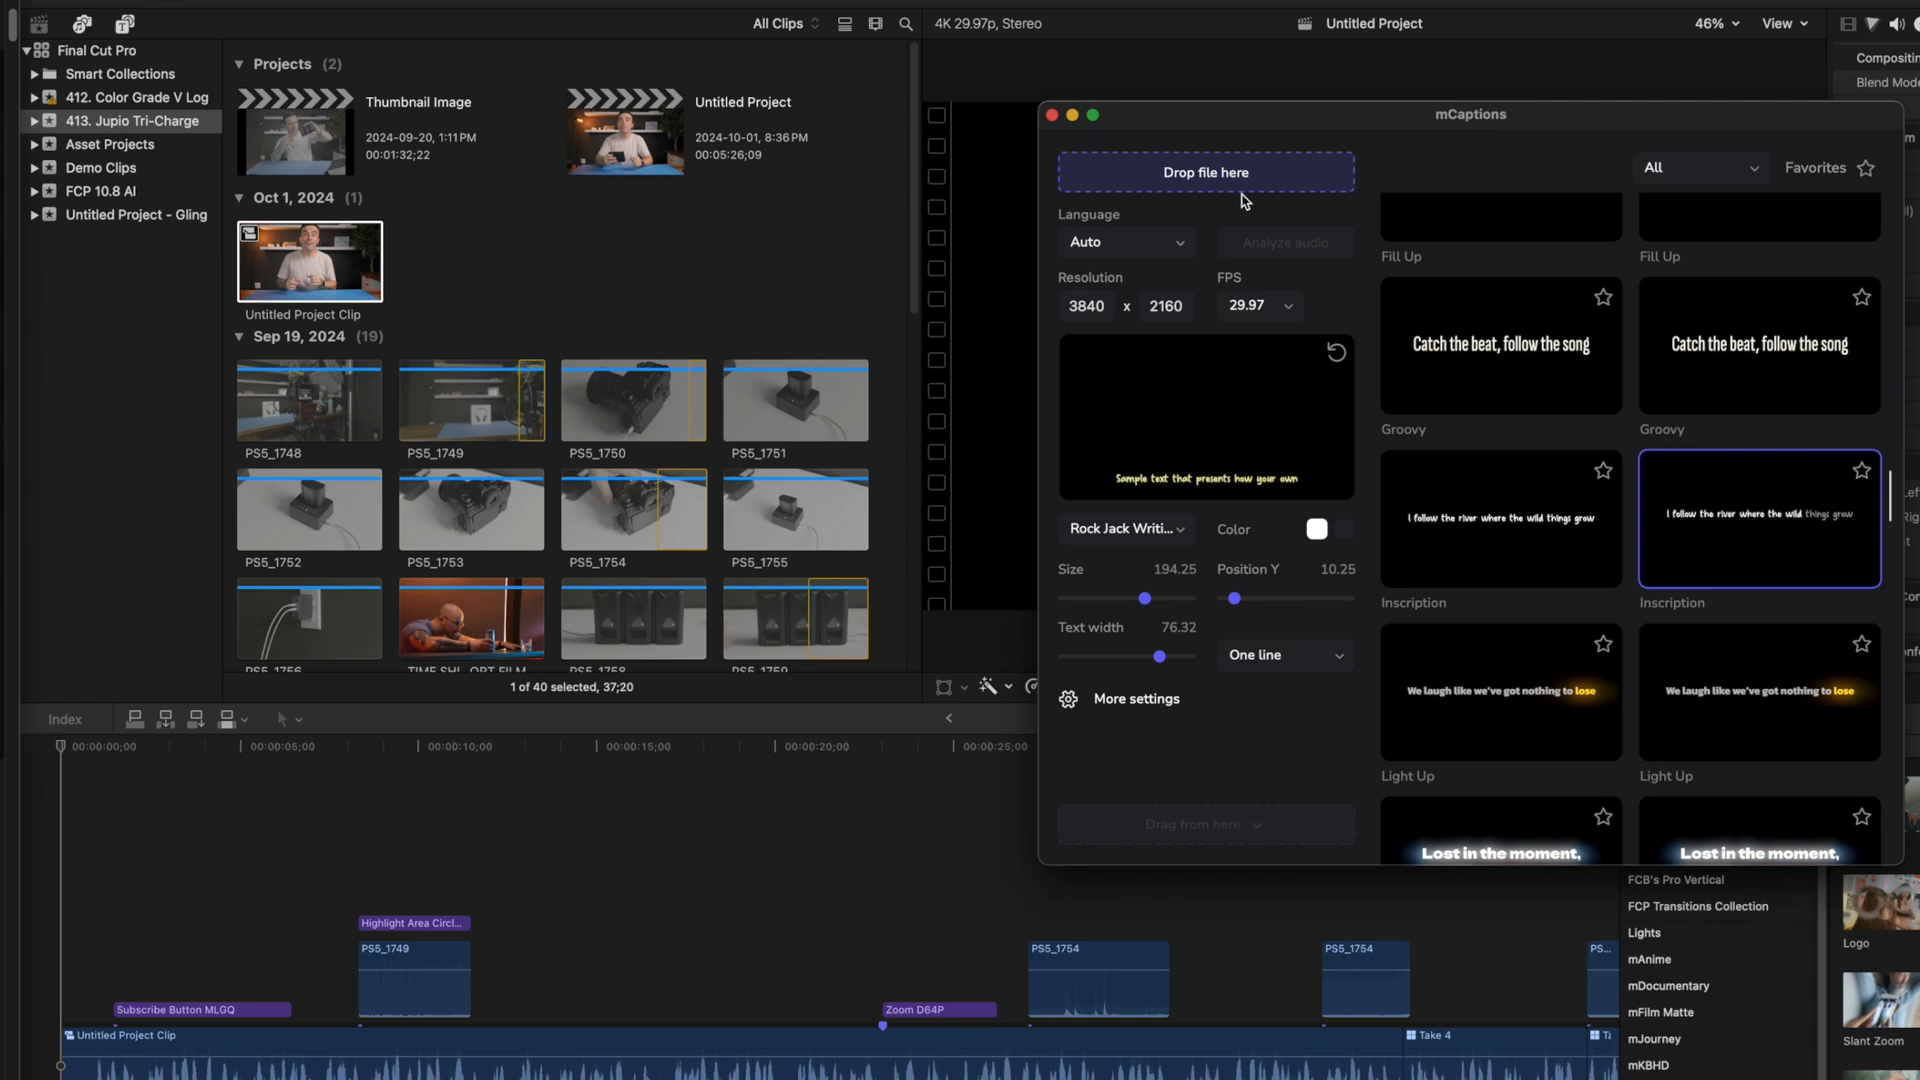 All Clips
4K 29.97p, Stereo
Untitled Project
46%
View
Final Cut Pro
Smart Collections
412. Color Grade V Log
413. Jupio Tri-Charge
Asset Projects
Demo Clips
FCP 10.8 AI
Untitled Project - Gling
Projects (2)
Thumbnail Image
2024-09-20, 1:11PM
00:01:32;22
Untitled Project
2024-10-01, 8:36PM
00:05:26;09
Oct 1, 2024 (1)
Untitled Project Clip
Sep 19, 2024 (19)
PS5_1748
PS5_1749
PS5_1750
PS5_1751
PS5_1752
PS5_1753
PS5_1754
PS5_1755
PS5_1756
PS5_1758
PS5_1759
1 of 40 selected, 37;20
mCaptions
Drop file here
Language
Auto
Analyze audio
Resolution
3840 x 2160
FPS
29.97
Sample text that presents how your own
Rock Jack Writi...
Color
Size 194.25
Position Y 10.25
Text width 76.32
One line
More settings
Drag from here
All
Favorites
Fill Up
Fill Up
Catch the beat, follow the song
Catch the beat, follow the song
Groovy
Groovy
I follow the river where the wild things grow
I follow the river where the wild things grow
Inscription
Inscription
We laugh like we've got nothing to lose
We laugh like we've got nothing to lose
Light Up
Light Up
Lost in the moment,
Lost in the moment,
Blend Mode
Index
00:00:00;00
00:00:05;00
00:00:10;00
00:00:15;00
00:00:20;00
00:00:25;00
Highlight Area Circl...
PS5_1749
Subscribe Button MLGQ
Zoom D64P
PS5_1754
PS5_1754
PS...
Untitled Project Clip
Take 4
FCB's Pro Vertical
FCP Transitions Collection
Lights
mAnime
mDocumentary
mFilm Matte
mJourney
mKBHD
Logo
Slant Zoom